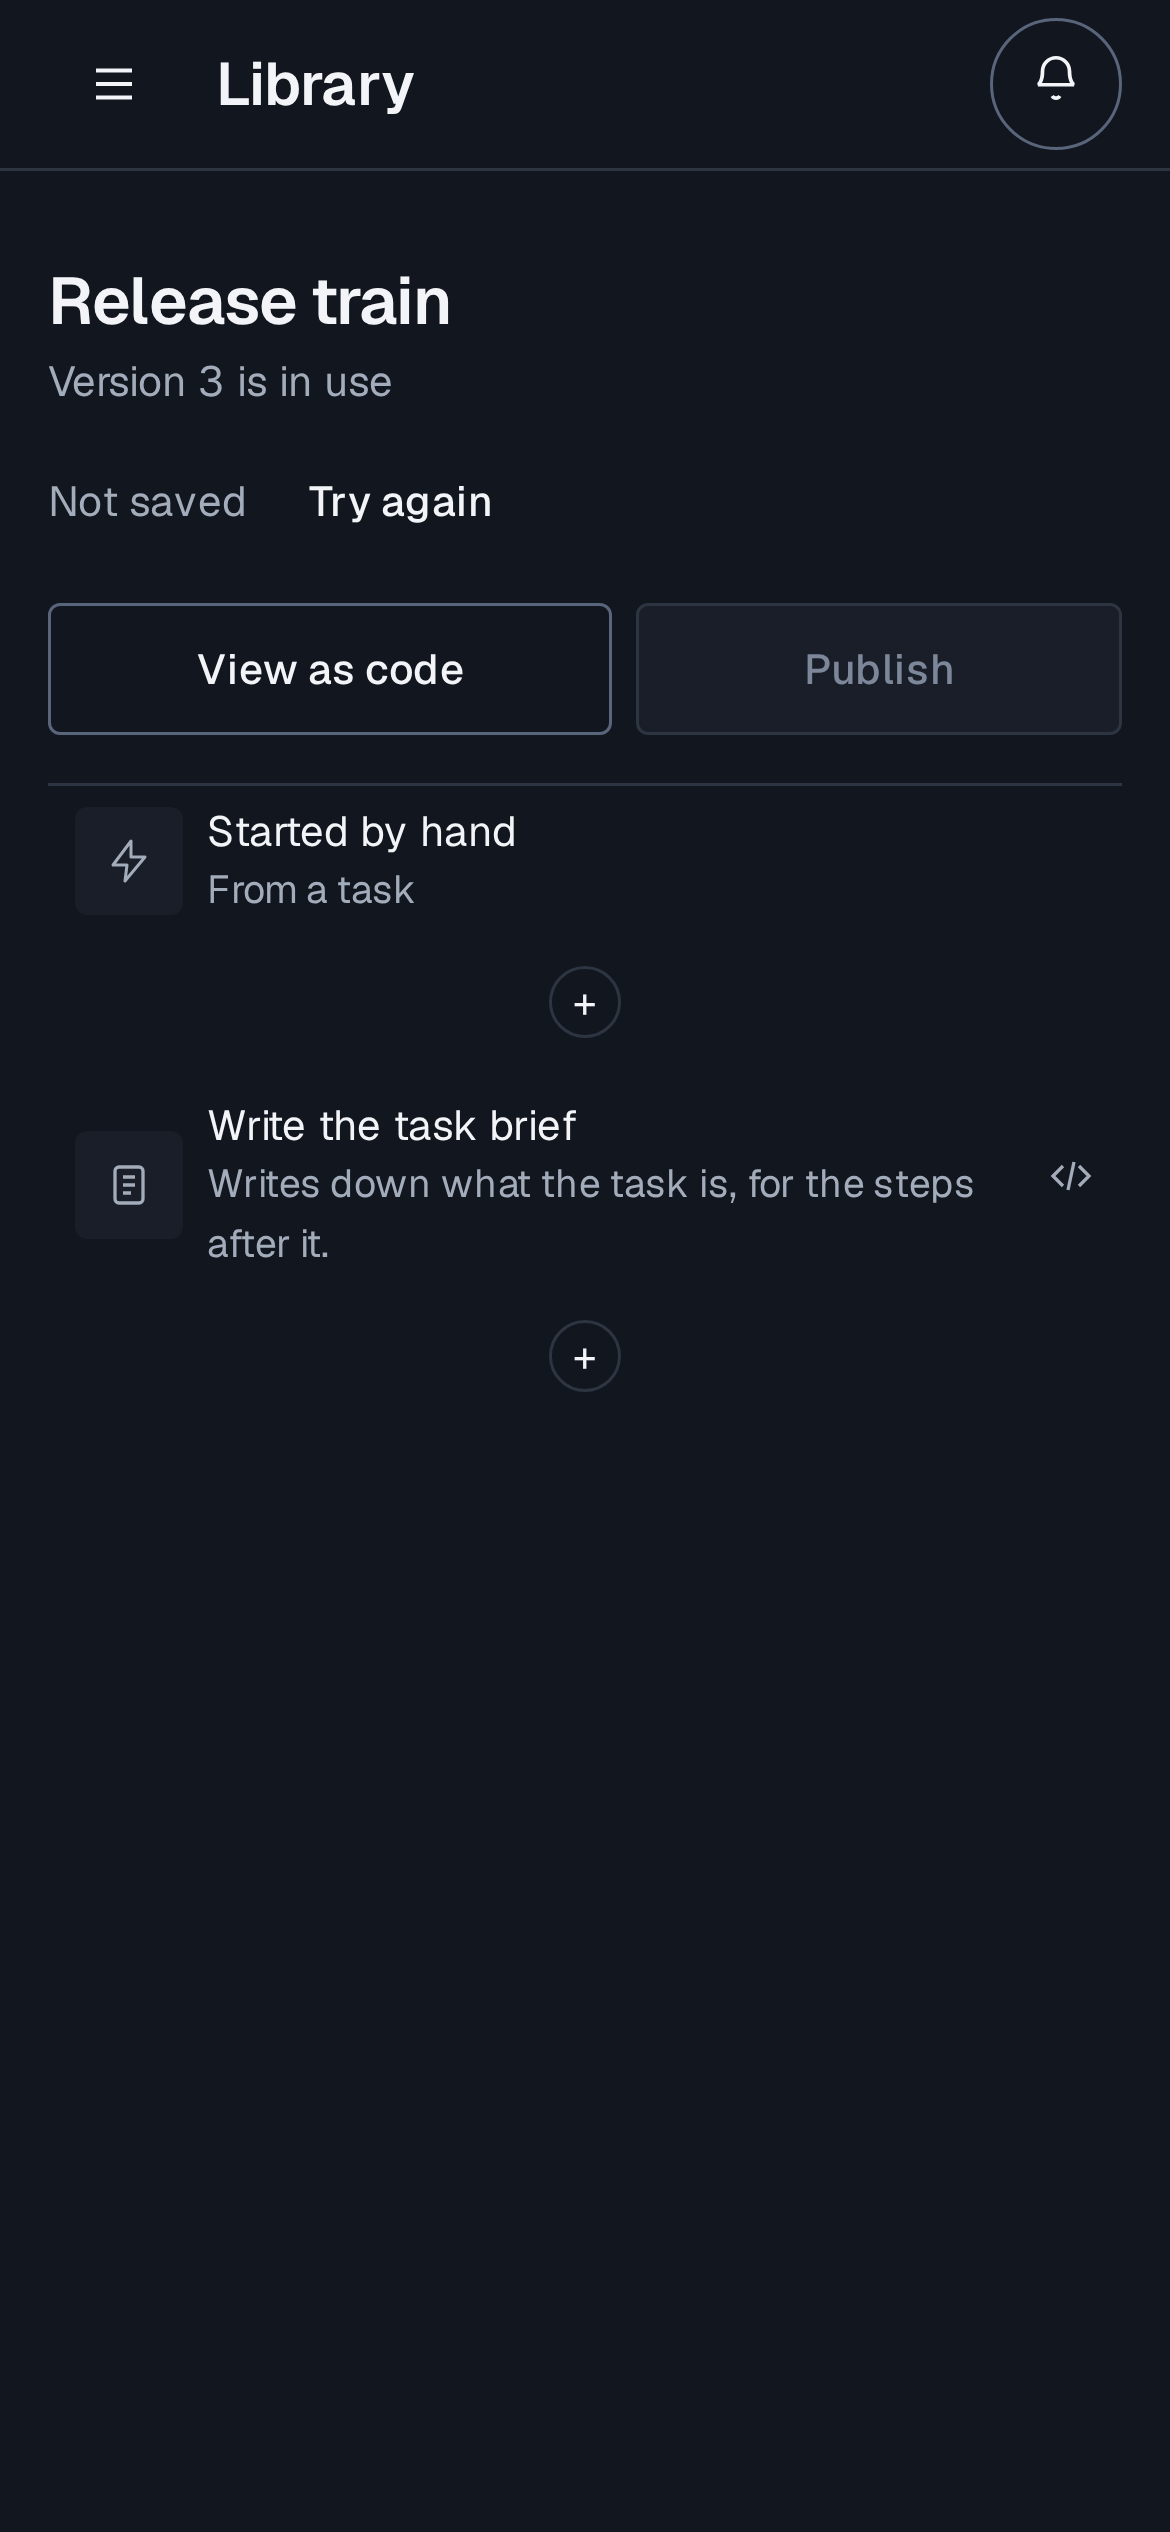 Library
Release train
Version 3 is in use
Not saved Try again
View as code Publish
Started by hand
From a task
+
Write the task brief
Writes down what the task is, for the steps
after it.
+